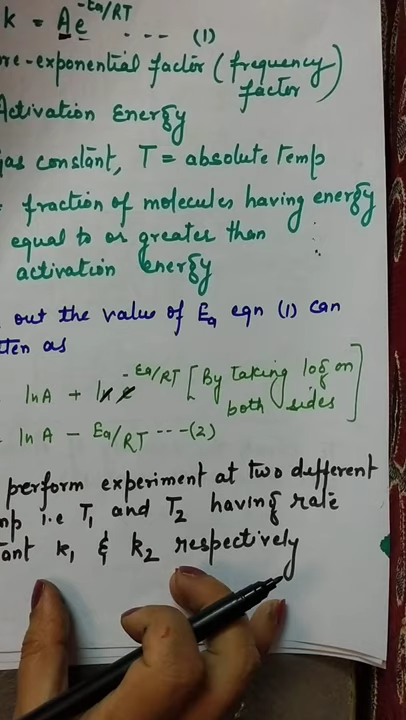 k = Ae^-Ea/RT --- (1)
re-exponential factor (frequency
factor)
Activation Energy
gas constant, T = absolute Temp
fraction of molecules having energy
equal to or greater than
activation energy
out the value of Ea eqn (1) can
tten as
lnA + ln e^-Ea/RT [By taking log on
both sides]
ln A - Ea/RT --- (2)
perform experiment at two different
mp i.e T₁ and T₂ having rate
tant k₁ & k₂ respectively